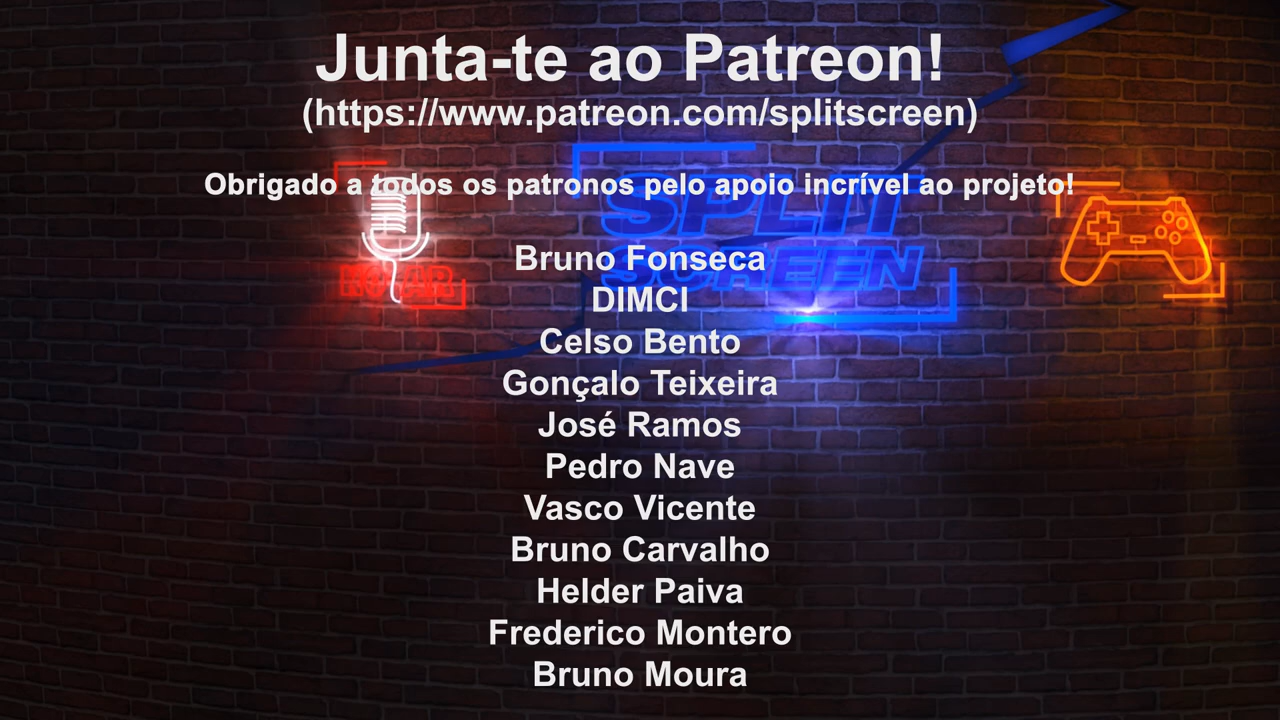 Junta-te ao Patreon!
(https://www.patreon.com/splitscreen)
Obrigado a todos os patronos pelo apoio incrível ao projeto!
SPLIT
SCREEN
Bruno Fonseca
DIMCI
Celso Bento
Gonçalo Teixeira
José Ramos
Pedro Nave
Vasco Vicente
Bruno Carvalho
Helder Paiva
Frederico Montero
Bruno Moura